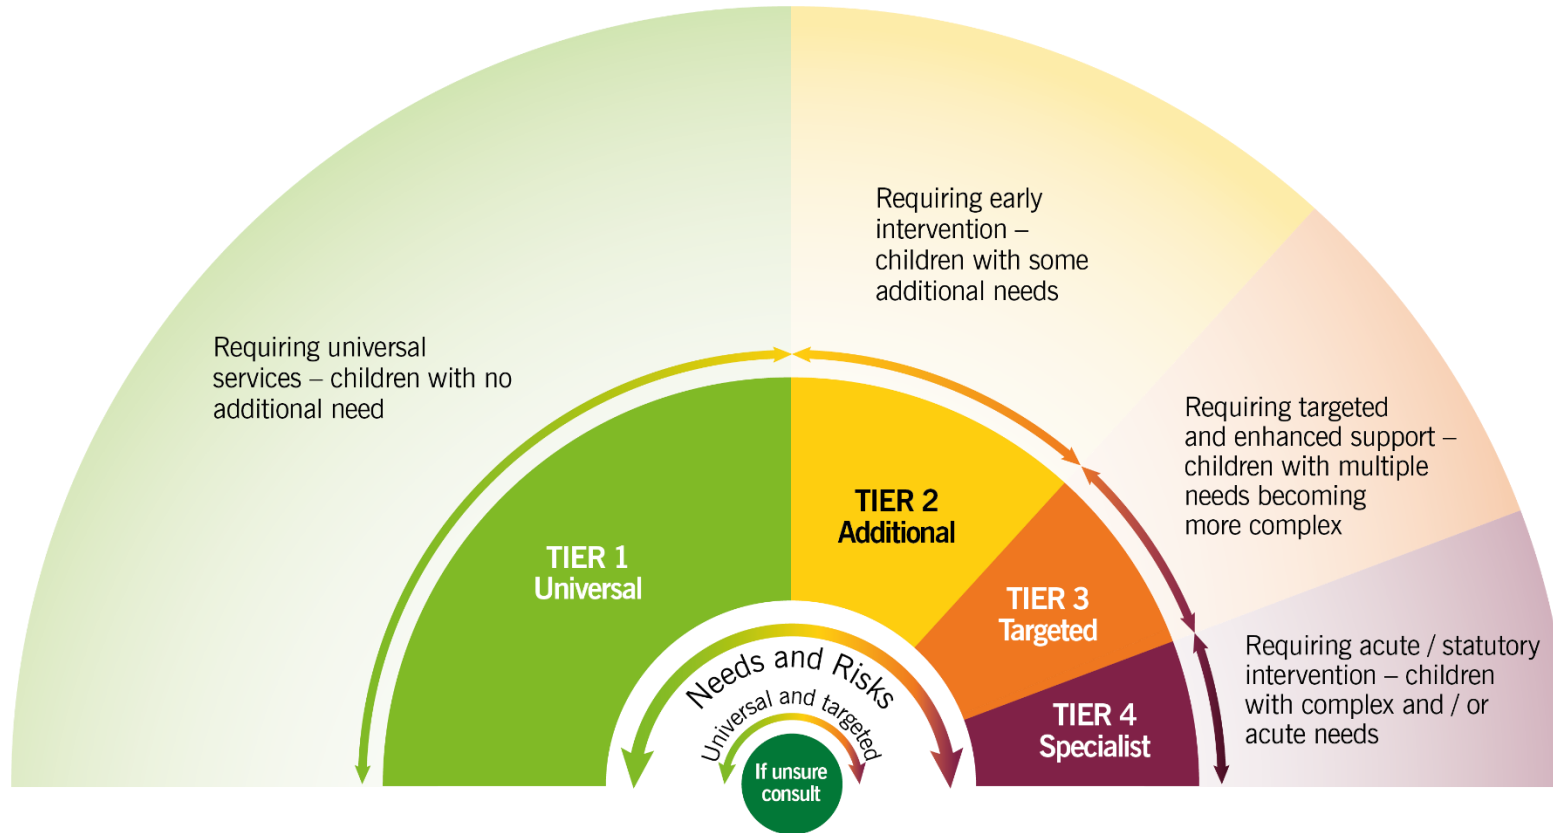 Requiring universal
services – children with no
additional need
Requiring early
intervention –
children with some
additional needs
Requiring targeted
and enhanced support –
children with multiple
needs becoming
more complex
Requiring acute / statutory
intervention – children
with complex and / or
acute needs
TIER 1
Universal
TIER 2
Additional
TIER 3
Targeted
TIER 4
Specialist
Needs and Risks
Universal and targeted
If unsure
consult